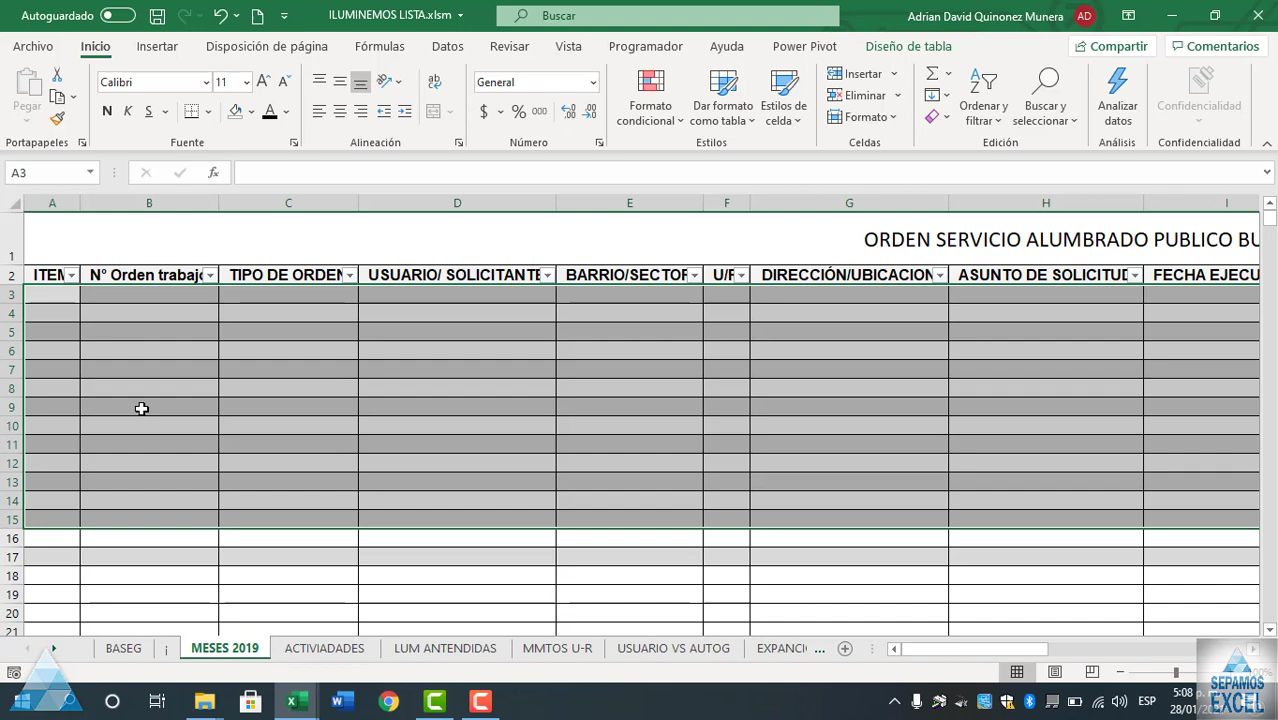 Autoguardado ILUMINEMOS LISTA.xlsm Buscar Adrian David Quinonez Munera AD
Archivo Inicio Insertar Disposición de página Fórmulas Datos Revisar Vista Programador Ayuda Power Pivot Diseño de tabla Compartir Comentarios
Pegar Calibri 11 General
N K S $ % 000
Formato condicional Dar formato como tabla Estilos de celda
Insertar
Eliminar
Formato
Ordenar y filtrar Buscar y seleccionar Analizar datos Confidencialidad
Portapapeles Fuente Alineación Número Estilos Celdas Edición Análisis Confidencialidad
A3 fx
A B C D E F G H I
1 ORDEN SERVICIO ALUMBRADO PUBLICO BU
2 ITEM N° Orden trabajo TIPO DE ORDEN USUARIO/ SOLICITANTE BARRIO/SECTOR U/R DIRECCIÓN/UBICACION ASUNTO DE SOLICITUD FECHA EJECU
3
4
5
6
7
8
9
10
11
12
13
14
15
16
17
18
19
20
21
BASEG MESES 2019 ACTIVIADADES LUM ANTENDIDAS MMTOS U-R USUARIO VS AUTOG EXPANCI ...
ESP 5:08 p.
28/01/
SEPAMOS
EXCEL